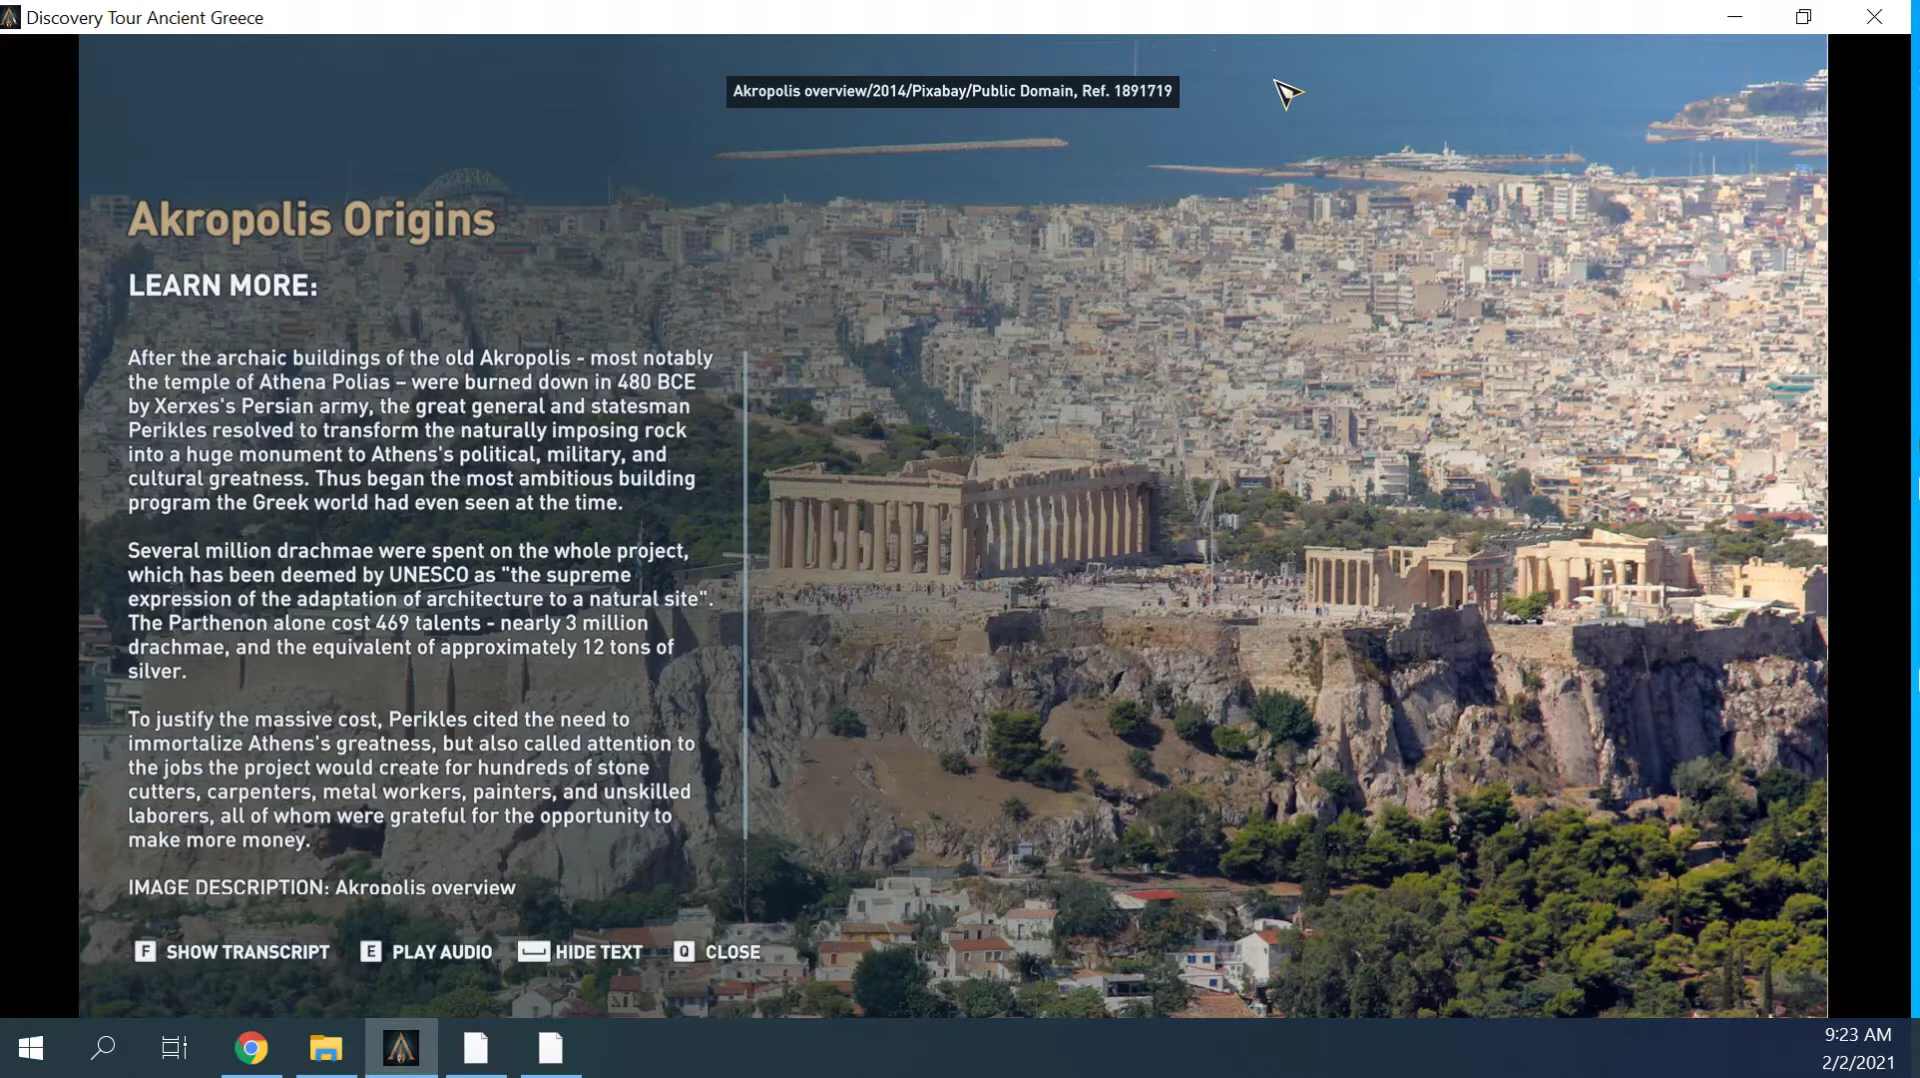 Discovery Tour Ancient Greece
Akropolis overview/2014/Pixabay/Public Domain, Ref. 1891719
Akropolis Origins
LEARN MORE:
After the archaic buildings of the old Akropolis - most notably
the temple of Athena Polias – were burned down in 480 BCE
by Xerxes's Persian army, the great general and statesman
Perikles resolved to transform the naturally imposing rock
into a huge monument to Athens's political, military, and
cultural greatness. Thus began the most ambitious building
program the Greek world had even seen at the time.
Several million drachmae were spent on the whole project,
which has been deemed by UNESCO as "the supreme
expression of the adaptation of architecture to a natural site".
The Parthenon alone cost 469 talents - nearly 3 million
drachmae, and the equivalent of approximately 12 tons of
silver.
To justify the massive cost, Perikles cited the need to
immortalize Athens's greatness, but also called attention to
the jobs the project would create for hundreds of stone
cutters, carpenters, metal workers, painters, and unskilled
laborers, all of whom were grateful for the opportunity to
make more money.
IMAGE DESCRIPTION: Akropolis overview
F SHOW TRANSCRIPT E PLAY AUDIO HIDE TEXT Q CLOSE
9:23 AM
2/2/2021